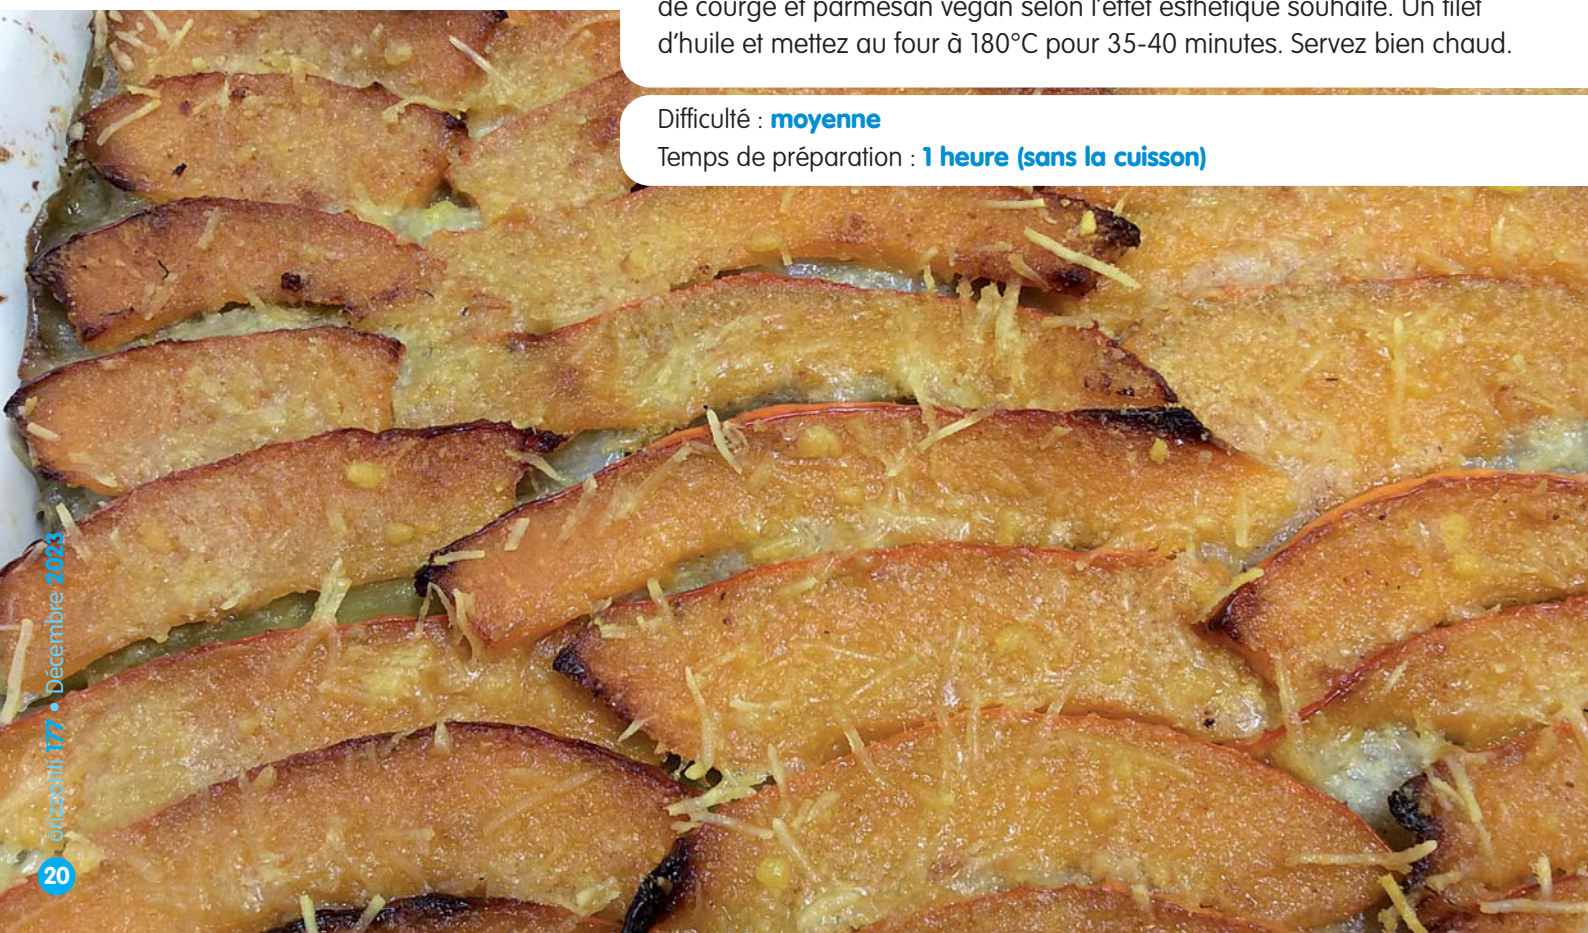 de courge et parmesan vegan selon l'effet esthétique souhaité. Un filet
d'huile et mettez au four à 180°C pour 35-40 minutes. Servez bien chaud.
Difficulté : moyenne
Temps de préparation : 1 heure (sans la cuisson)
orizzonti 177 • Décembre 2023
20